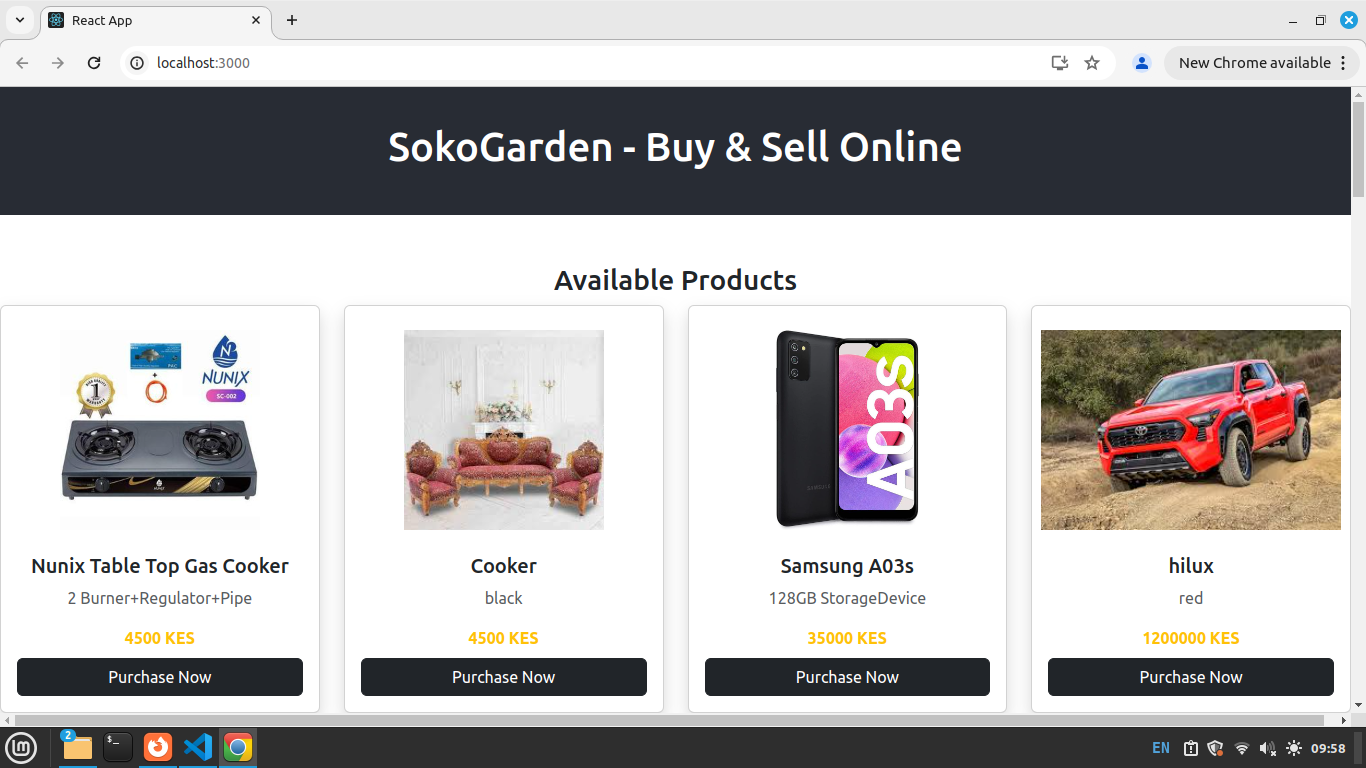 React App
localhost:3000
New Chrome available
SokoGarden - Buy & Sell Online
Available Products
NUNIX
SC-002
1
A03s
SAMSUNG
Nunix Table Top Gas Cooker
Cooker
Samsung A03s
hilux
2 Burner+Regulator+Pipe
black
128GB StorageDevice
red
4500 KES
4500 KES
35000 KES
1200000 KES
Purchase Now
Purchase Now
Purchase Now
Purchase Now
2
EN
09:58